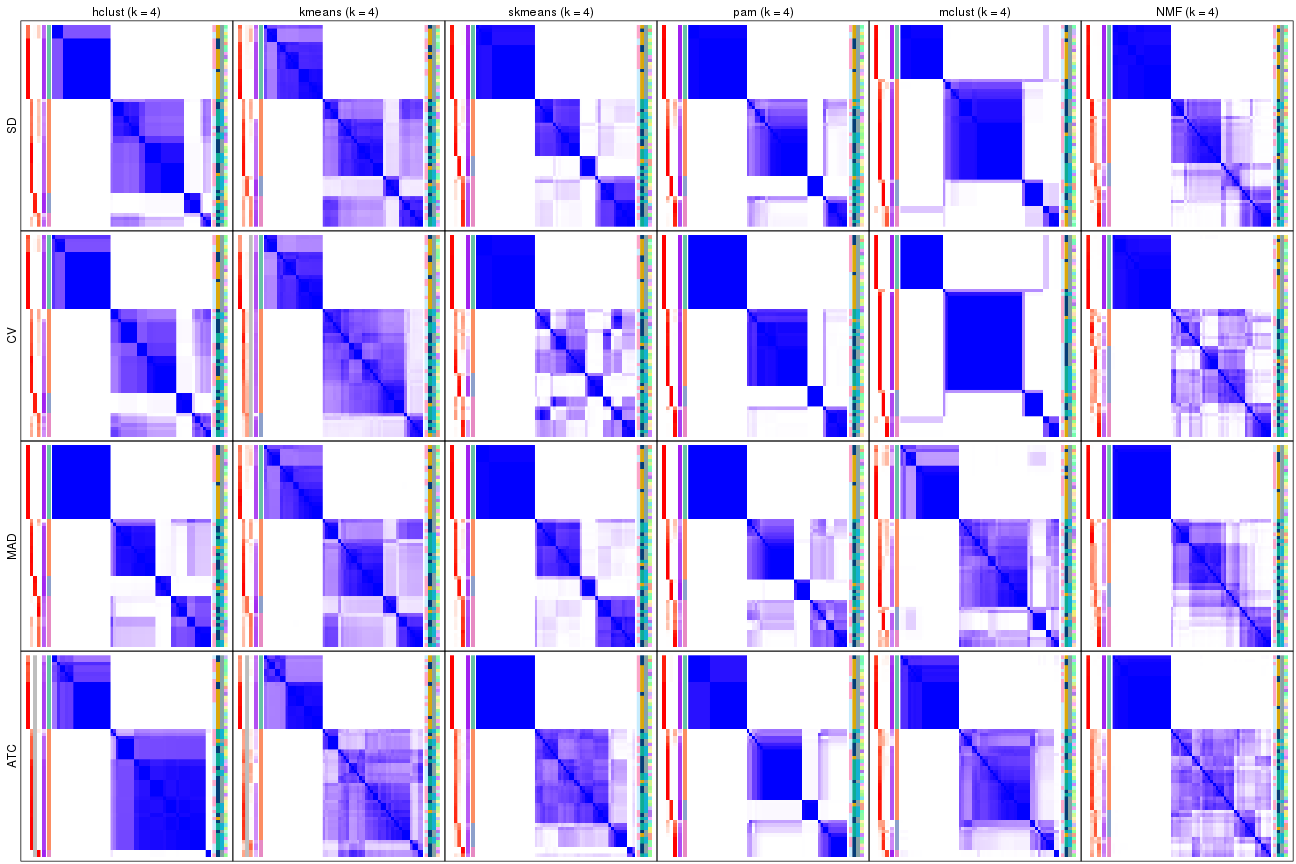 hclust (k = 4) kmeans (k = 4) skmeans (k = 4) pam (k = 4) mclust (k = 4) NMF (k = 4)
SD
CV
MAD
ATC